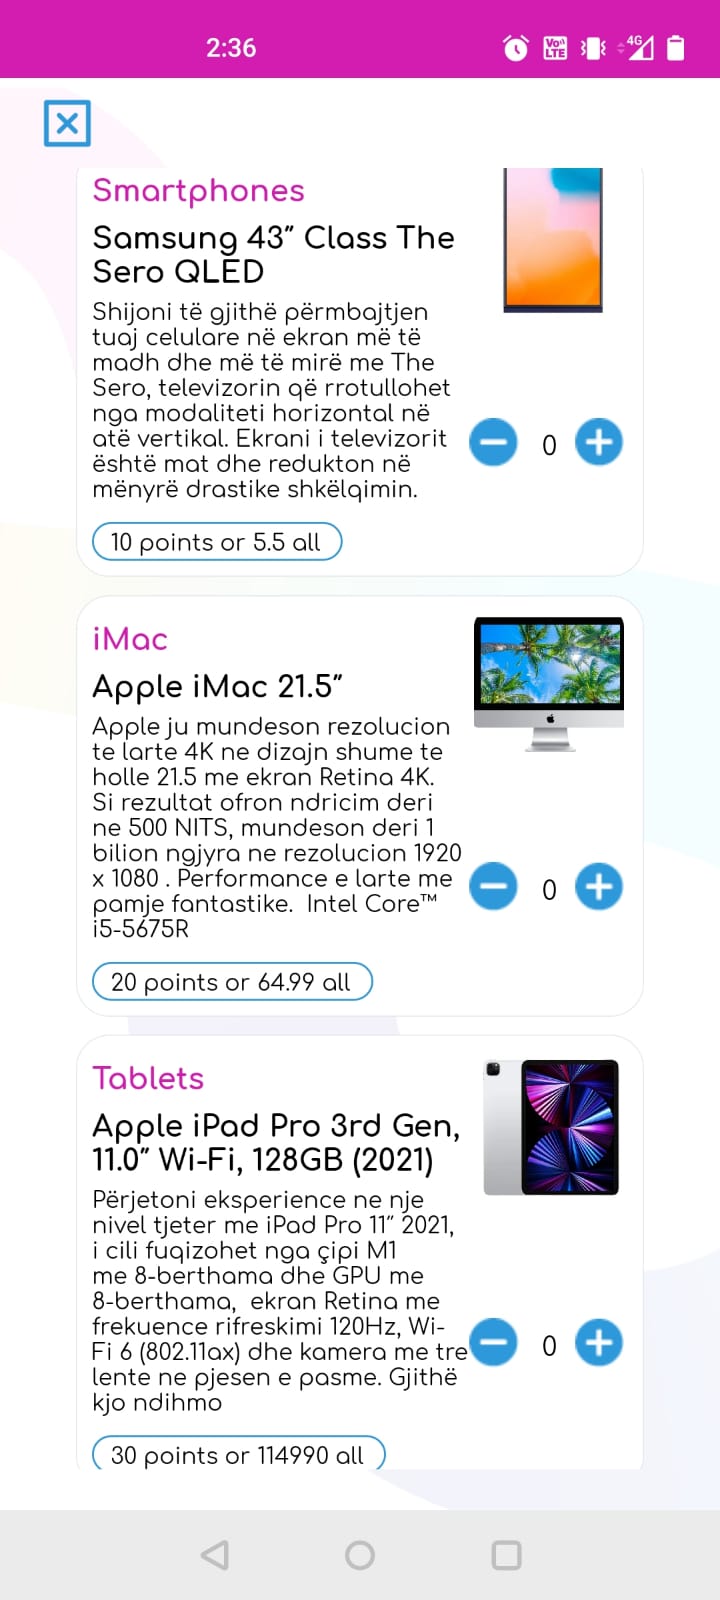 2:36
Vo))
LTE
4G
Smartphones
Samsung 43" Class The
Sero QLED
Shijoni të gjithë përmbajtjen
tuaj celulare në ekran më të
madh dhe më të mirë me The
Sero, televizorin që rrotullohet
nga modaliteti horizontal në
atë vertikal. Ekrani i televizorit
është mat dhe redukton në
mënyrë drastike shkëlqimin.
0
10 points or 5.5 all
iMac
Apple iMac 21.5"
Apple ju mundeson rezolucion
te larte 4K ne dizajn shume te
holle 21.5 me ekran Retina 4K.
Si rezultat ofron ndricim deri
ne 500 NITS, mundeson deri 1
bilion ngjyra ne rezolucion 1920
x 1080 . Performance e larte me
pamje fantastike.  Intel Core™
i5-5675R
0
20 points or 64.99 all
Tablets
Apple iPad Pro 3rd Gen,
11.0" Wi-Fi, 128GB (2021)
Përjetoni eksperience ne nje
nivel tjeter me iPad Pro 11" 2021,
i cili fuqizohet nga çipi M1
me 8-berthama dhe GPU me
8-berthama,  ekran Retina me
frekuence rifreskimi 120Hz, Wi-
Fi 6 (802.11ax) dhe kamera me tre
lente ne pjesen e pasme. Gjithë
kjo ndihmo
0
30 points or 114990 all